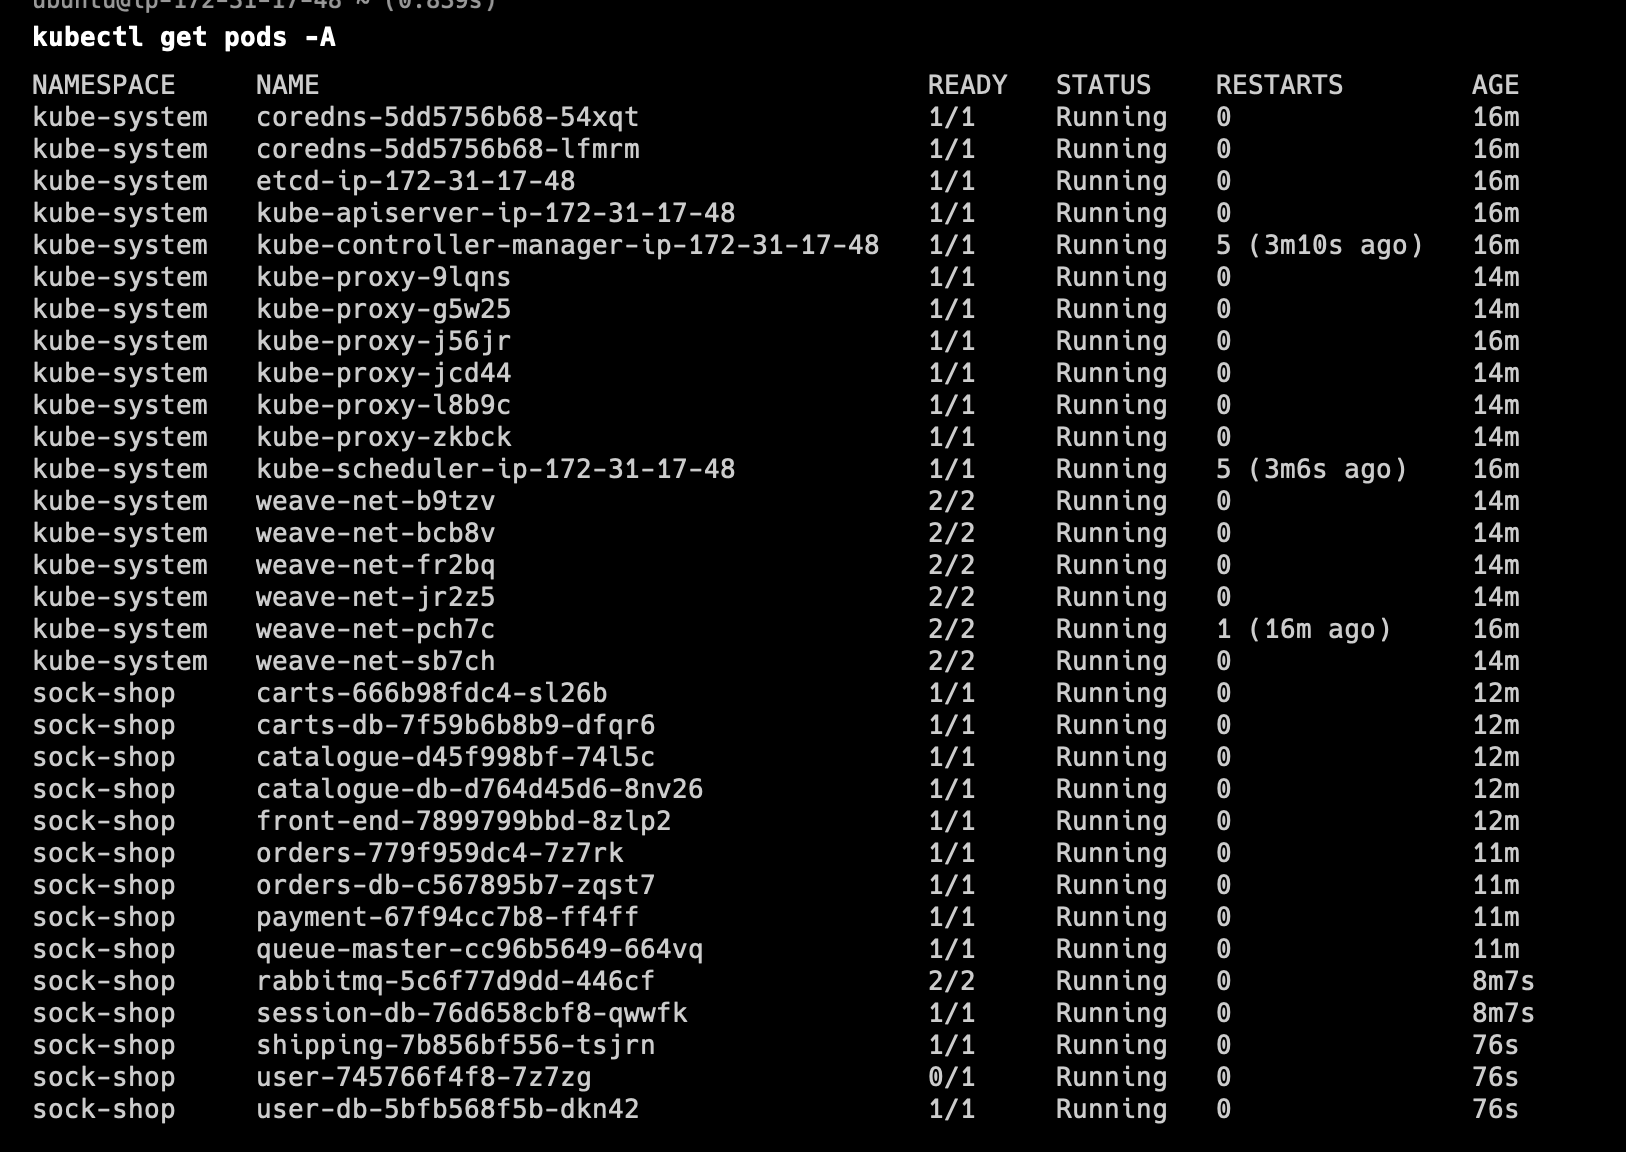 ubuntu@ip-172-31-17-48 ~ (0.839s)
kubectl get pods -A
NAMESPACE NAME READY STATUS RESTARTS AGE
kube-system coredns-5dd5756b68-54xqt 1/1 Running 0 16m
kube-system coredns-5dd5756b68-lfmrm 1/1 Running 0 16m
kube-system etcd-ip-172-31-17-48 1/1 Running 0 16m
kube-system kube-apiserver-ip-172-31-17-48 1/1 Running 0 16m
kube-system kube-controller-manager-ip-172-31-17-48 1/1 Running 5 (3m10s ago) 16m
kube-system kube-proxy-9lqns 1/1 Running 0 14m
kube-system kube-proxy-g5w25 1/1 Running 0 14m
kube-system kube-proxy-j56jr 1/1 Running 0 16m
kube-system kube-proxy-jcd44 1/1 Running 0 14m
kube-system kube-proxy-l8b9c 1/1 Running 0 14m
kube-system kube-proxy-zkbck 1/1 Running 0 14m
kube-system kube-scheduler-ip-172-31-17-48 1/1 Running 5 (3m6s ago) 16m
kube-system weave-net-b9tzv 2/2 Running 0 14m
kube-system weave-net-bcb8v 2/2 Running 0 14m
kube-system weave-net-fr2bq 2/2 Running 0 14m
kube-system weave-net-jr2z5 2/2 Running 0 14m
kube-system weave-net-pch7c 2/2 Running 1 (16m ago) 16m
kube-system weave-net-sb7ch 2/2 Running 0 14m
sock-shop carts-666b98fdc4-sl26b 1/1 Running 0 12m
sock-shop carts-db-7f59b6b8b9-dfqr6 1/1 Running 0 12m
sock-shop catalogue-d45f998bf-74l5c 1/1 Running 0 12m
sock-shop catalogue-db-d764d45d6-8nv26 1/1 Running 0 12m
sock-shop front-end-7899799bbd-8zlp2 1/1 Running 0 12m
sock-shop orders-779f959dc4-7z7rk 1/1 Running 0 11m
sock-shop orders-db-c567895b7-zqst7 1/1 Running 0 11m
sock-shop payment-67f94cc7b8-ff4ff 1/1 Running 0 11m
sock-shop queue-master-cc96b5649-664vq 1/1 Running 0 11m
sock-shop rabbitmq-5c6f77d9dd-446cf 2/2 Running 0 8m7s
sock-shop session-db-76d658cbf8-qwwfk 1/1 Running 0 8m7s
sock-shop shipping-7b856bf556-tsjrn 1/1 Running 0 76s
sock-shop user-745766f4f8-7z7zg 0/1 Running 0 76s
sock-shop user-db-5bfb568f5b-dkn42 1/1 Running 0 76s